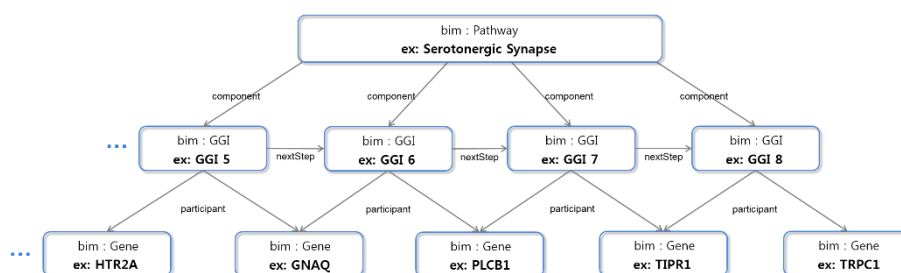 bim : Pathway
ex: Serotonergic Synapse
component component component component
... bim : GGI bim : GGI bim : GGI bim : GGI
ex: GGI 5 nextStep ex: GGI 6 nextStep ex: GGI 7 nextStep ex: GGI 8
participant participant participant participant
... bim : Gene bim : Gene bim : Gene bim : Gene bim : Gene
ex: HTR2A ex: GNAQ ex: PLCB1 ex: TIPR1 ex: TRPC1